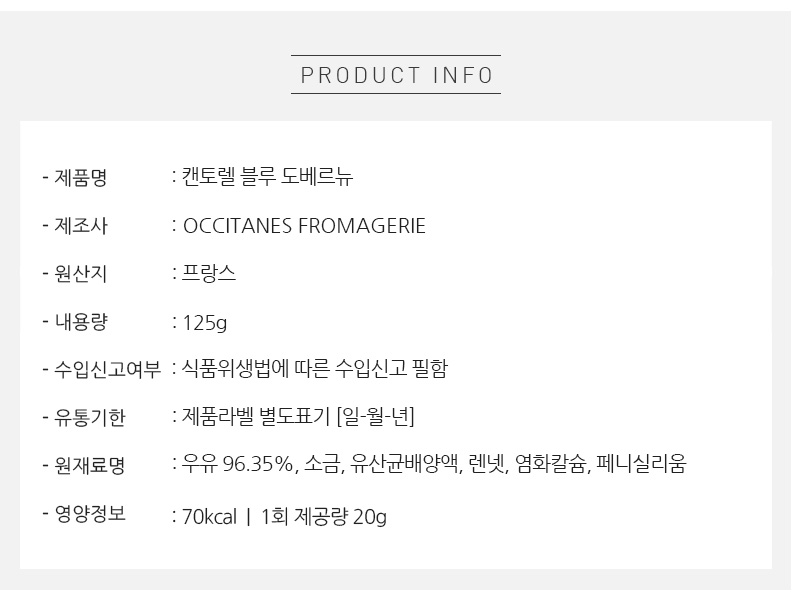 PRODUCT INFO
- 제품명 : 캔토렐 블루 도베르뉴
- 제조사 : OCCITANES FROMAGERIE
- 원산지 : 프랑스
- 내용량 : 125g
- 수입신고여부 : 식품위생법에 따른 수입신고 필함
- 유통기한 : 제품라벨 별도표기 [일-월-년]
- 원재료명 : 우유 96.35%, 소금, 유산균배양액, 렌넷, 염화칼슘, 페니실리움
- 영양정보 : 70kcal | 1회 제공량 20g